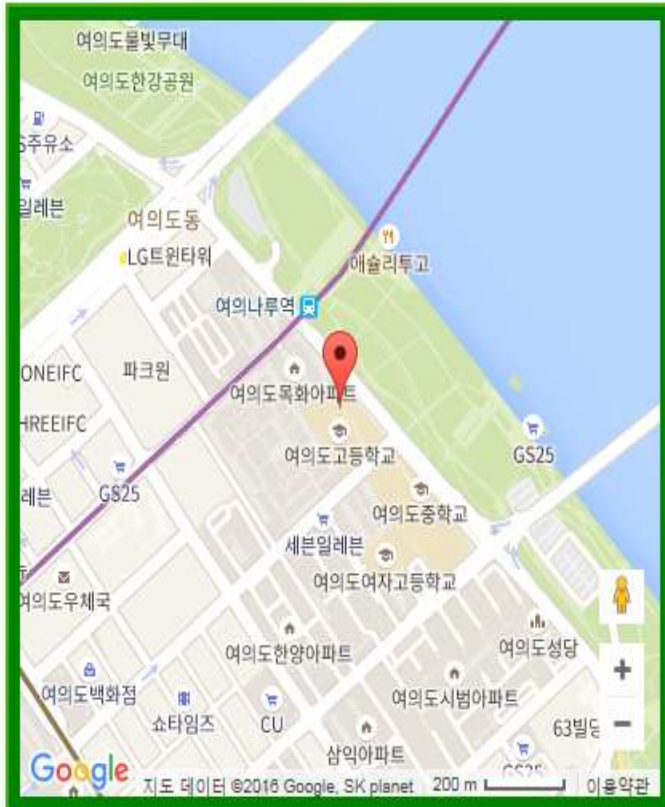 여의도물빛무대
여의도한강공원
S주유소
일레븐
여의도동
LG트윈타워
애슐리투고
여의나루역
ONEIFC
파크원
여의도목화아파트
HREEIFC
여의도고등학교
GS25
GS25
레븐
여의도중학교
세븐일레븐
여의도여자고등학교
여의도우체국
여의도한양아파트
여의도성당
여의도백화점
여의도시범아파트
쇼타임즈
CU
63빌딩
삼익아파트
GS25
Google
지도 데이터 ©2016 Google, SK planet
200 m
이용약관